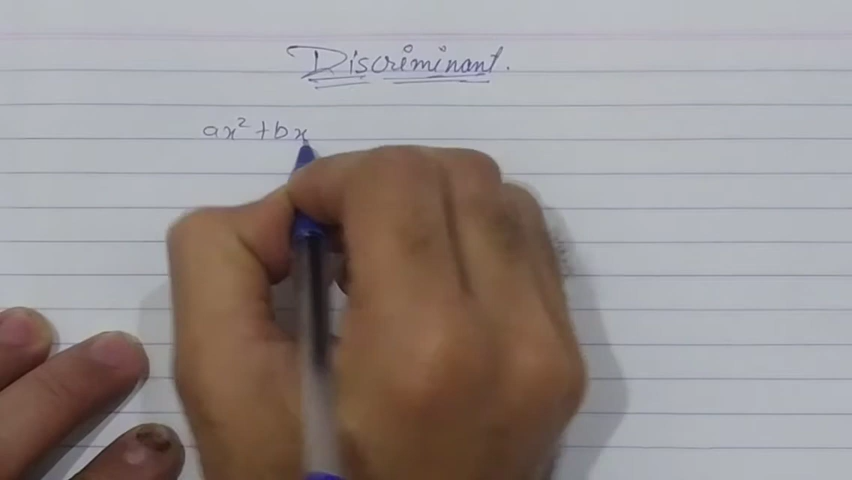 Discriminant.
ax² + bx